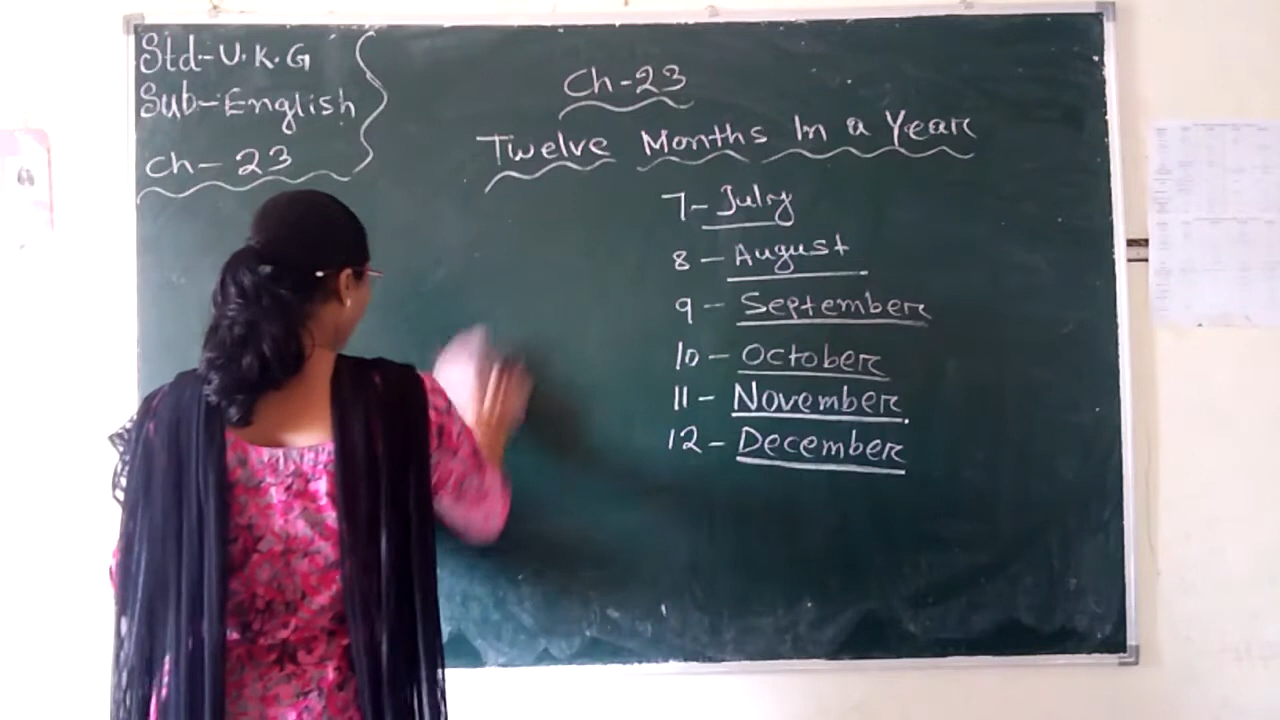 Std-U.K.G
Sub-English
Ch-23
Ch-23
Twelve Months In a Year
7-July
8-August
9-September
10-October
11-November
12-December